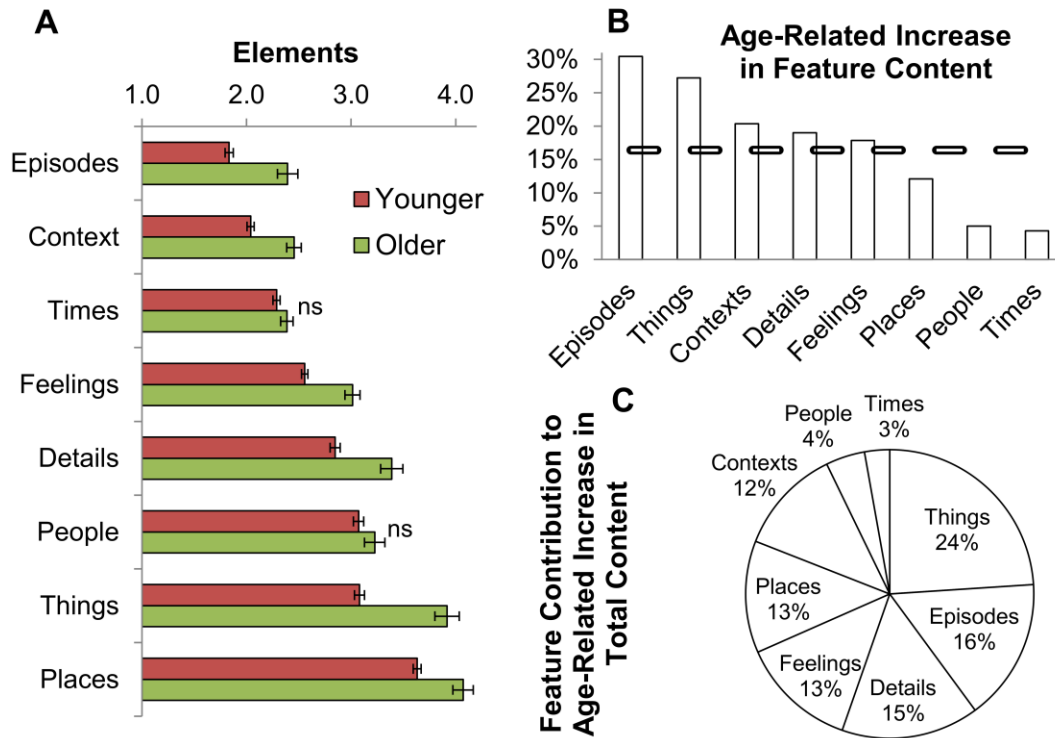 A
Elements
1.0 2.0 3.0 4.0
Episodes
Context
Times
Feelings
Details
People
Things
Places
ns
ns
Younger
Older
B
Age-Related Increase
in Feature Content
30%
25%
20%
15%
10%
5%
0%
Episodes
Things
Contexts
Details
Feelings
Places
People
Times
C
Feature Contribution to
Age-Related Increase in
Total Content
Times
3%
People
4%
Contexts
12%
Things
24%
Places
13%
Episodes
16%
Feelings
13%
Details
15%